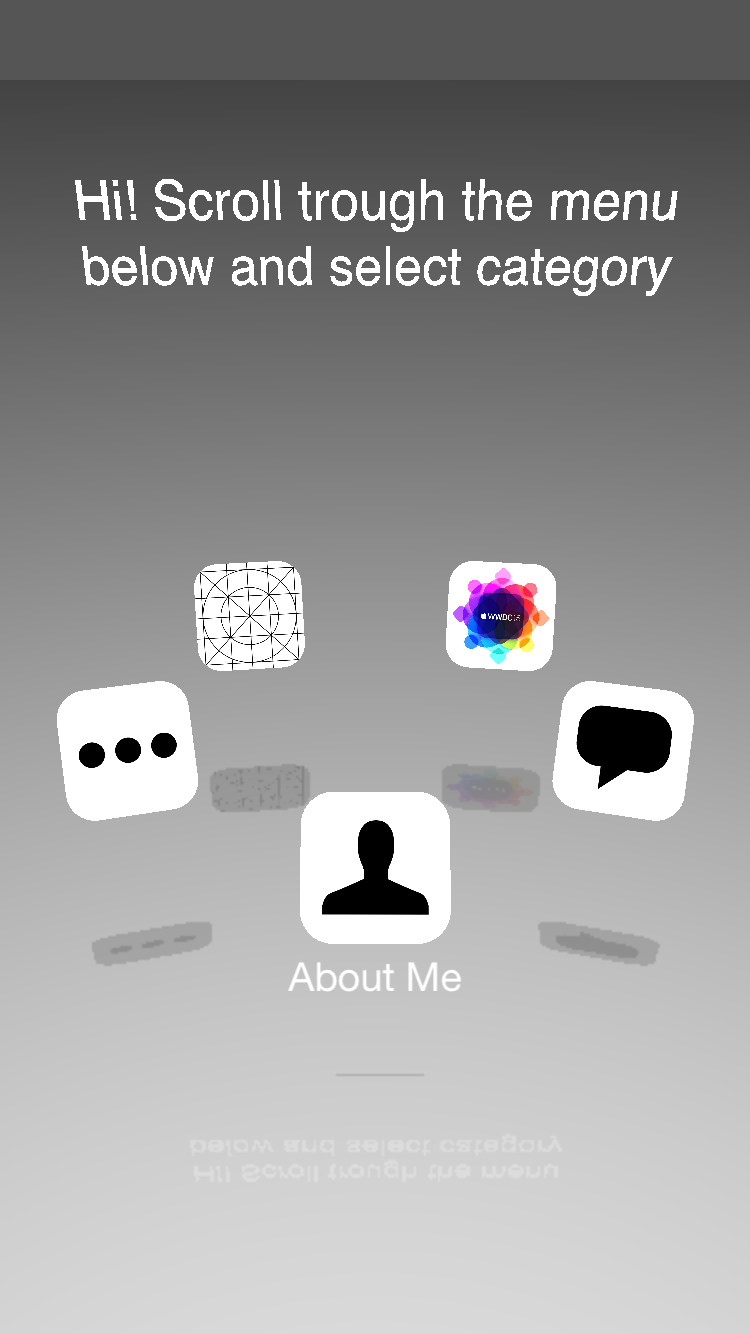 Hi! Scroll trough the menu
below and select category
WWDC15
About Me
below and select category
Hi! Scroll trough the menu